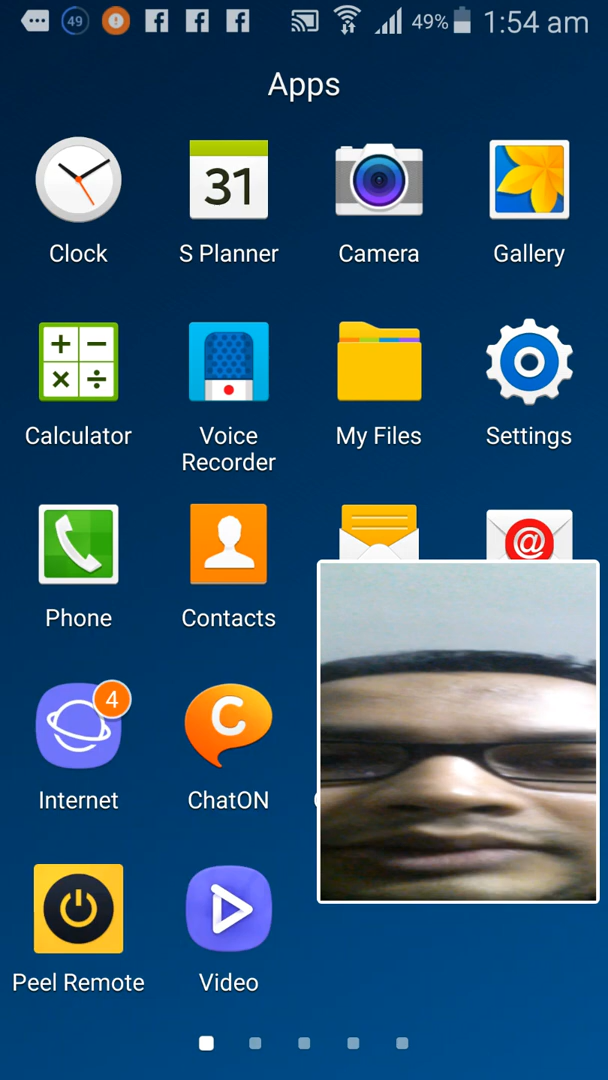 49
49%
1:54 am
Apps
31
Clock
S Planner
Camera
Gallery
Calculator
Voice
Recorder
My Files
Settings
@
Phone
Contacts
4
C
Internet
ChatON
Peel Remote
Video